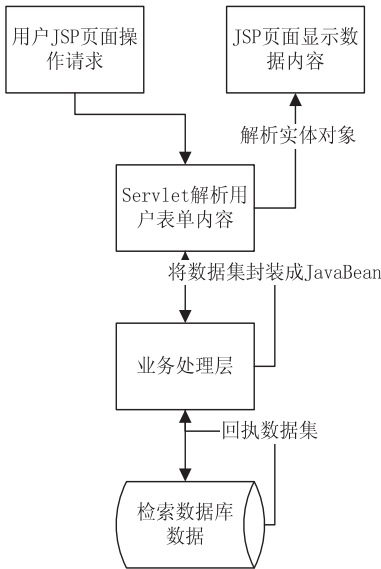 用户JSP页面操
作请求
JSP页面显示数
据内容
解析实体对象
Servlet解析用
户表单内容
将数据集封装成JavaBean
业务处理层
回执数据集
检索数据库
数据